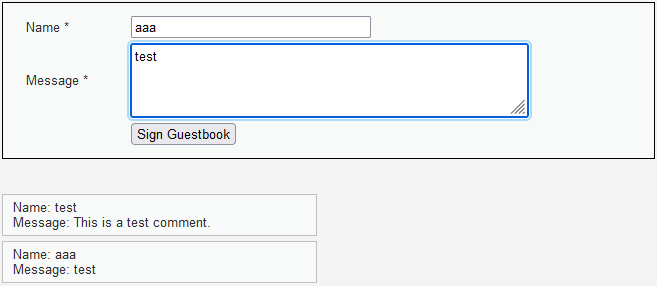 Name * aaa
Message * test
Sign Guestbook
Name: test
Message: This is a test comment.
Name: aaa
Message: test